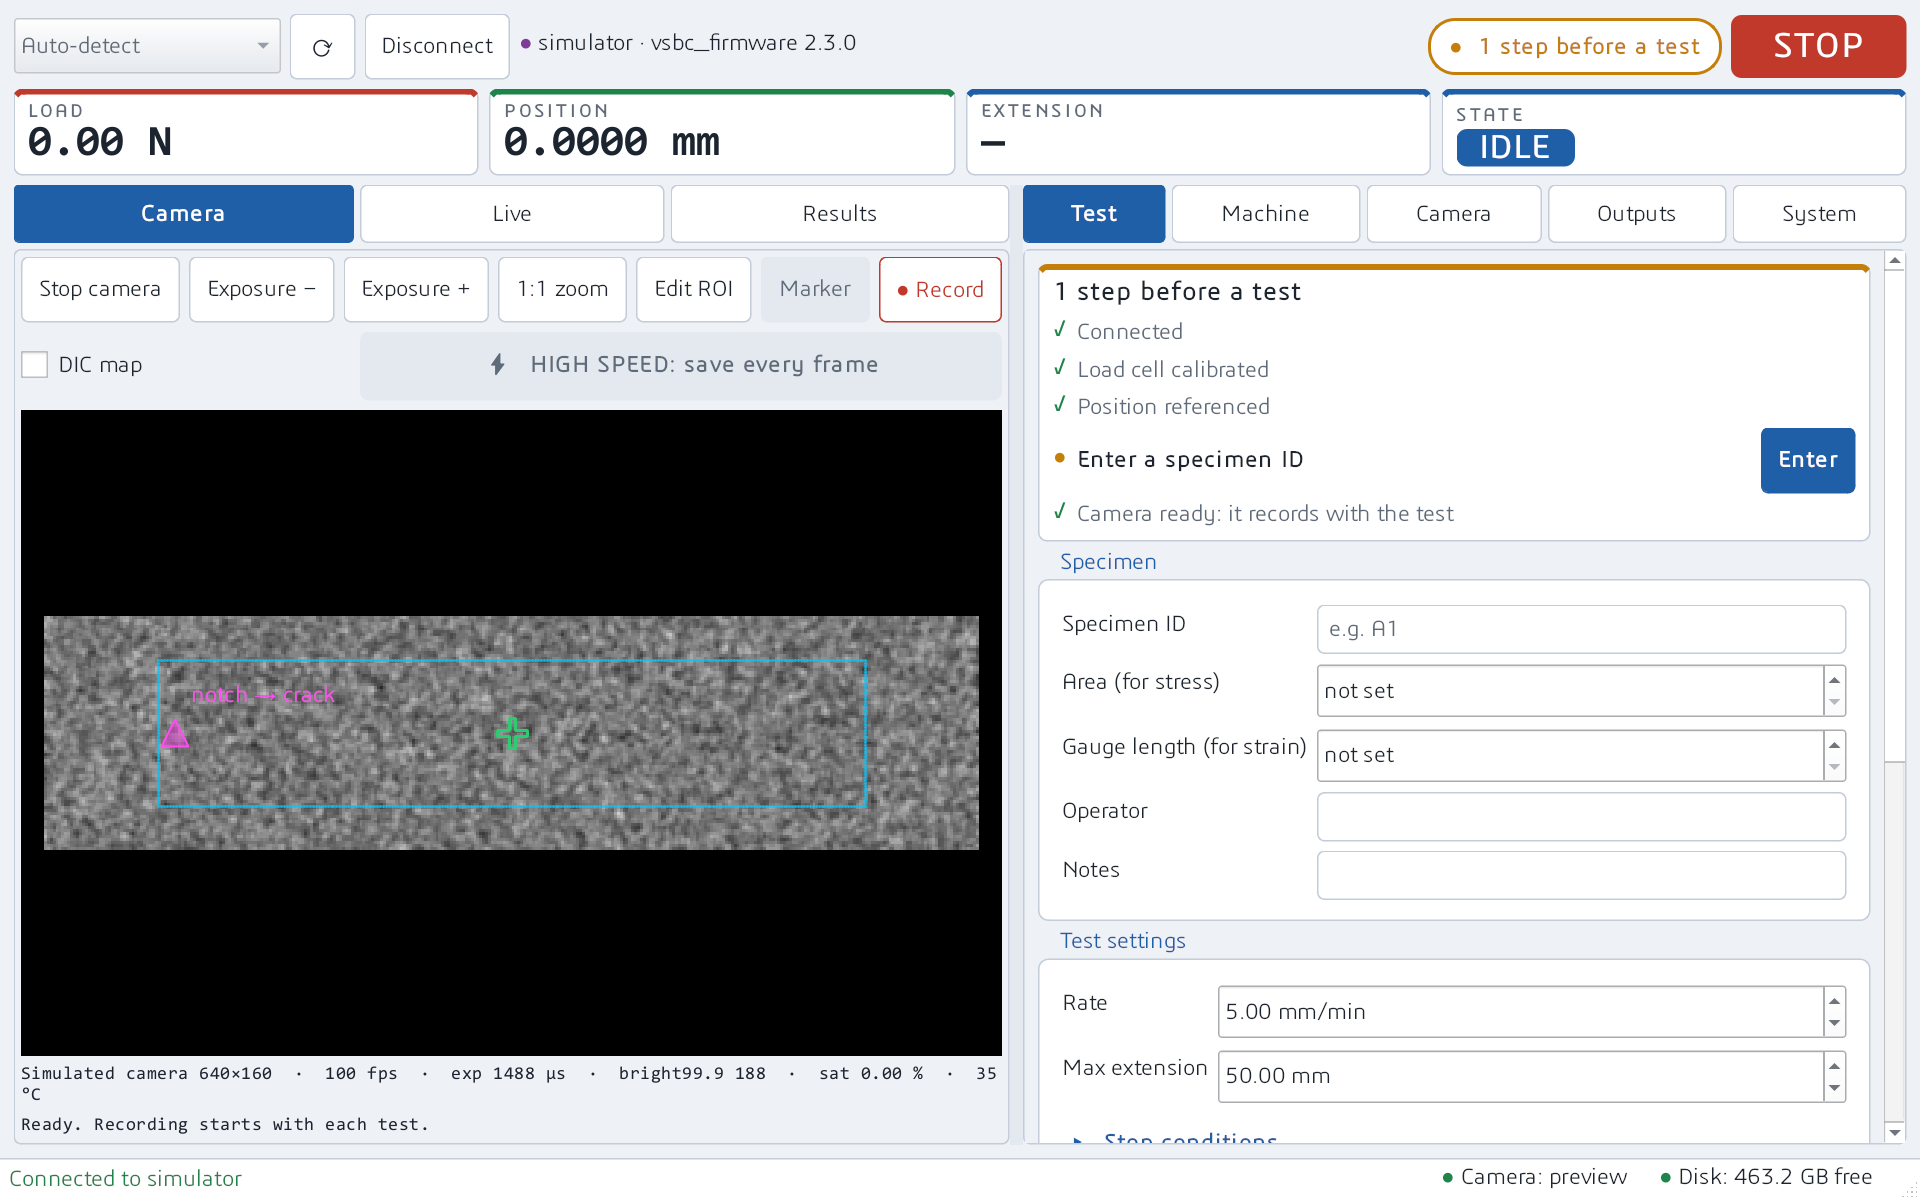 Auto-detect
Disconnect
simulator · vsbc_firmware 2.3.0
1 step before a test
STOP
LOAD
0.00 N
POSITION
0.0000 mm
EXTENSION
–
STATE
IDLE
Camera
Live
Results
Test
Machine
Camera
Outputs
System
Stop camera
Exposure −
Exposure +
1:1 zoom
Edit ROI
Marker
● Record
DIC map
HIGH SPEED: save every frame
notch → crack
Simulated camera 640×160 · 100 fps · exp 1488 µs · bright99.9 188 · sat 0.00 % · 35
°C
Ready. Recording starts with each test.
1 step before a test
✓ Connected
✓ Load cell calibrated
✓ Position referenced
● Enter a specimen ID
Enter
✓ Camera ready: it records with the test
Specimen
Specimen ID
e.g. A1
Area (for stress)
not set
Gauge length (for strain)
not set
Operator
Notes
Test settings
Rate
5.00 mm/min
Max extension
50.00 mm
Stop conditions
Connected to simulator
● Camera: preview
● Disk: 463.2 GB free